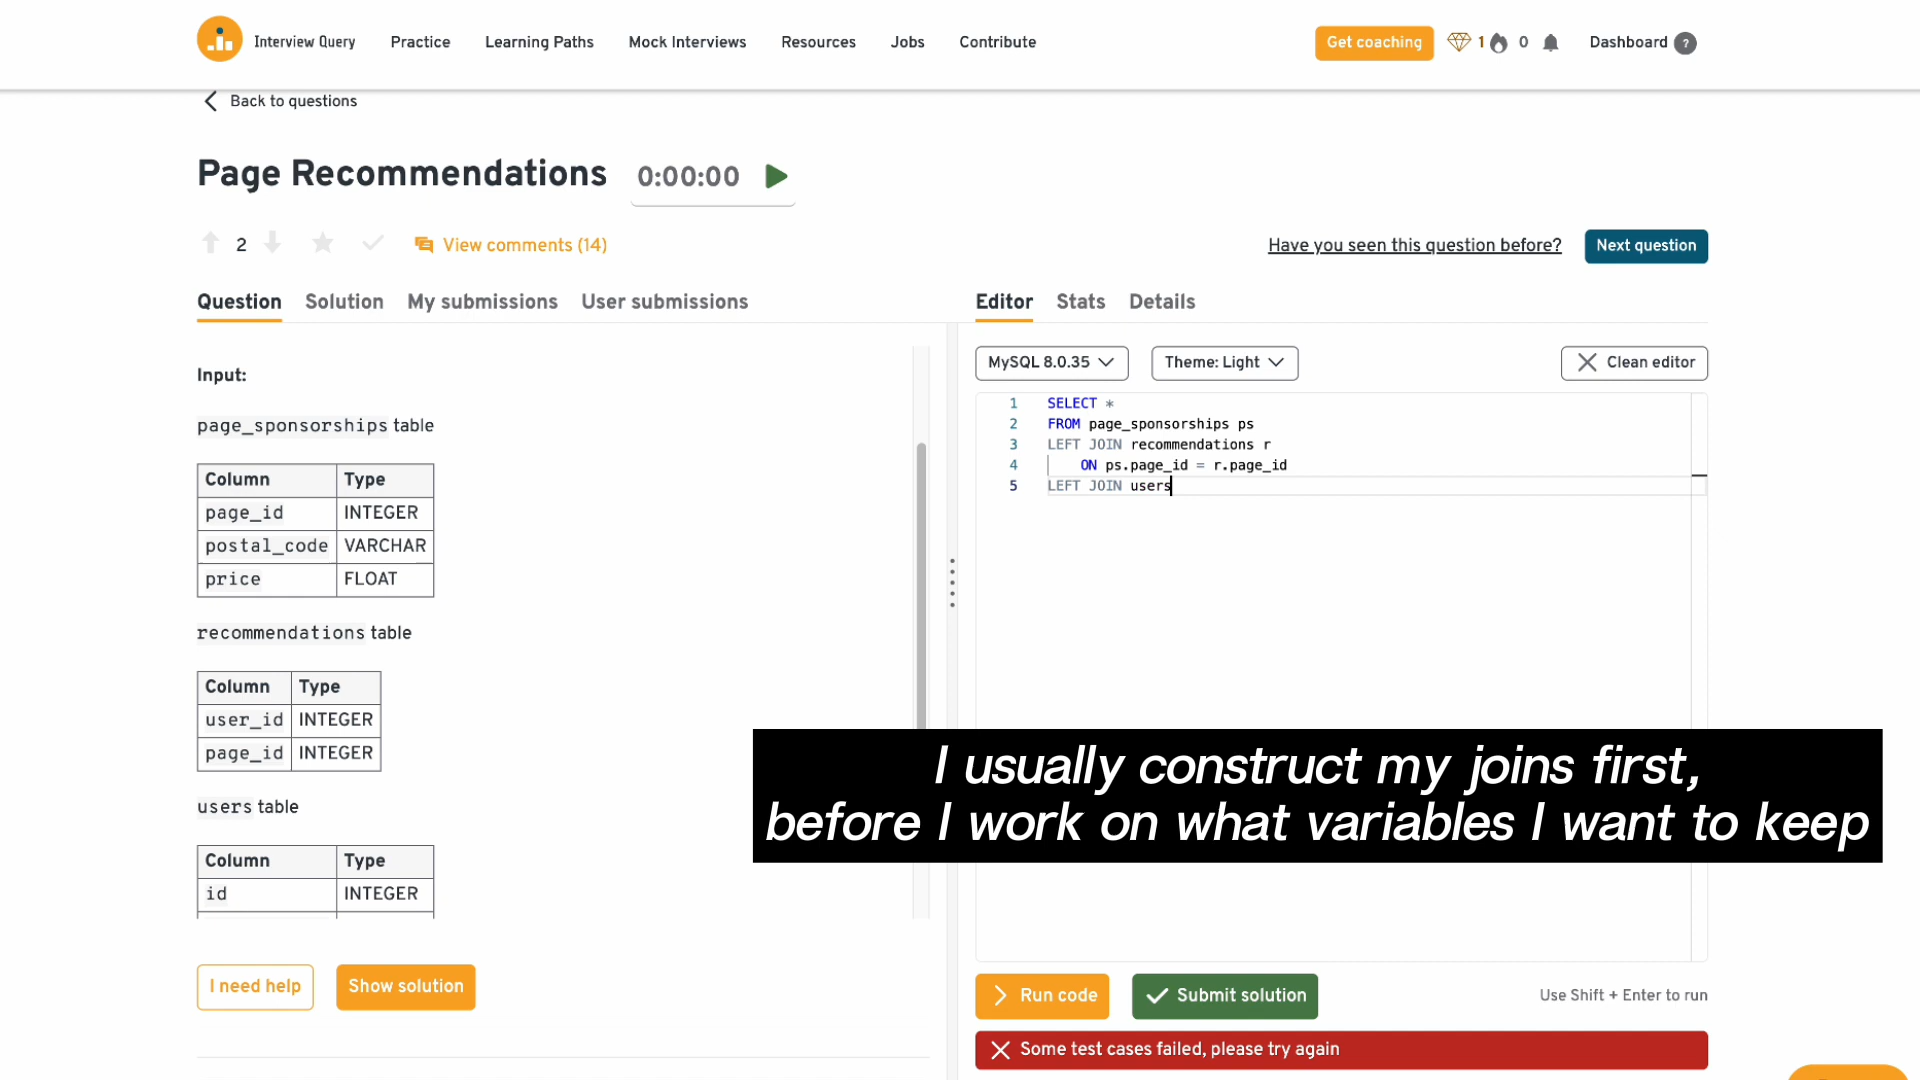 Interview Query
Practice
Learning Paths
Mock Interviews
Resources
Jobs
Contribute
Get coaching
1
0
Dashboard ?
Back to questions
Page Recommendations
0:00:00
2
View comments (14)
Have you seen this question before?
Next question
Question
Solution
My submissions
User submissions
Input:
page_sponsorships table
Column Type
page_id INTEGER
postal_code VARCHAR
price FLOAT
recommendations table
Column Type
user_id INTEGER
page_id INTEGER
users table
Column Type
id INTEGER
I need help
Show solution
Editor
Stats
Details
MySQL 8.0.35
Theme: Light
Clean editor
1 SELECT *
2 FROM page_sponsorships ps
3 LEFT JOIN recommendations r
4 ON ps.page_id = r.page_id
5 LEFT JOIN users
I usually construct my joins first,
before I work on what variables I want to keep
Run code
Submit solution
Use Shift + Enter to run
Some test cases failed, please try again